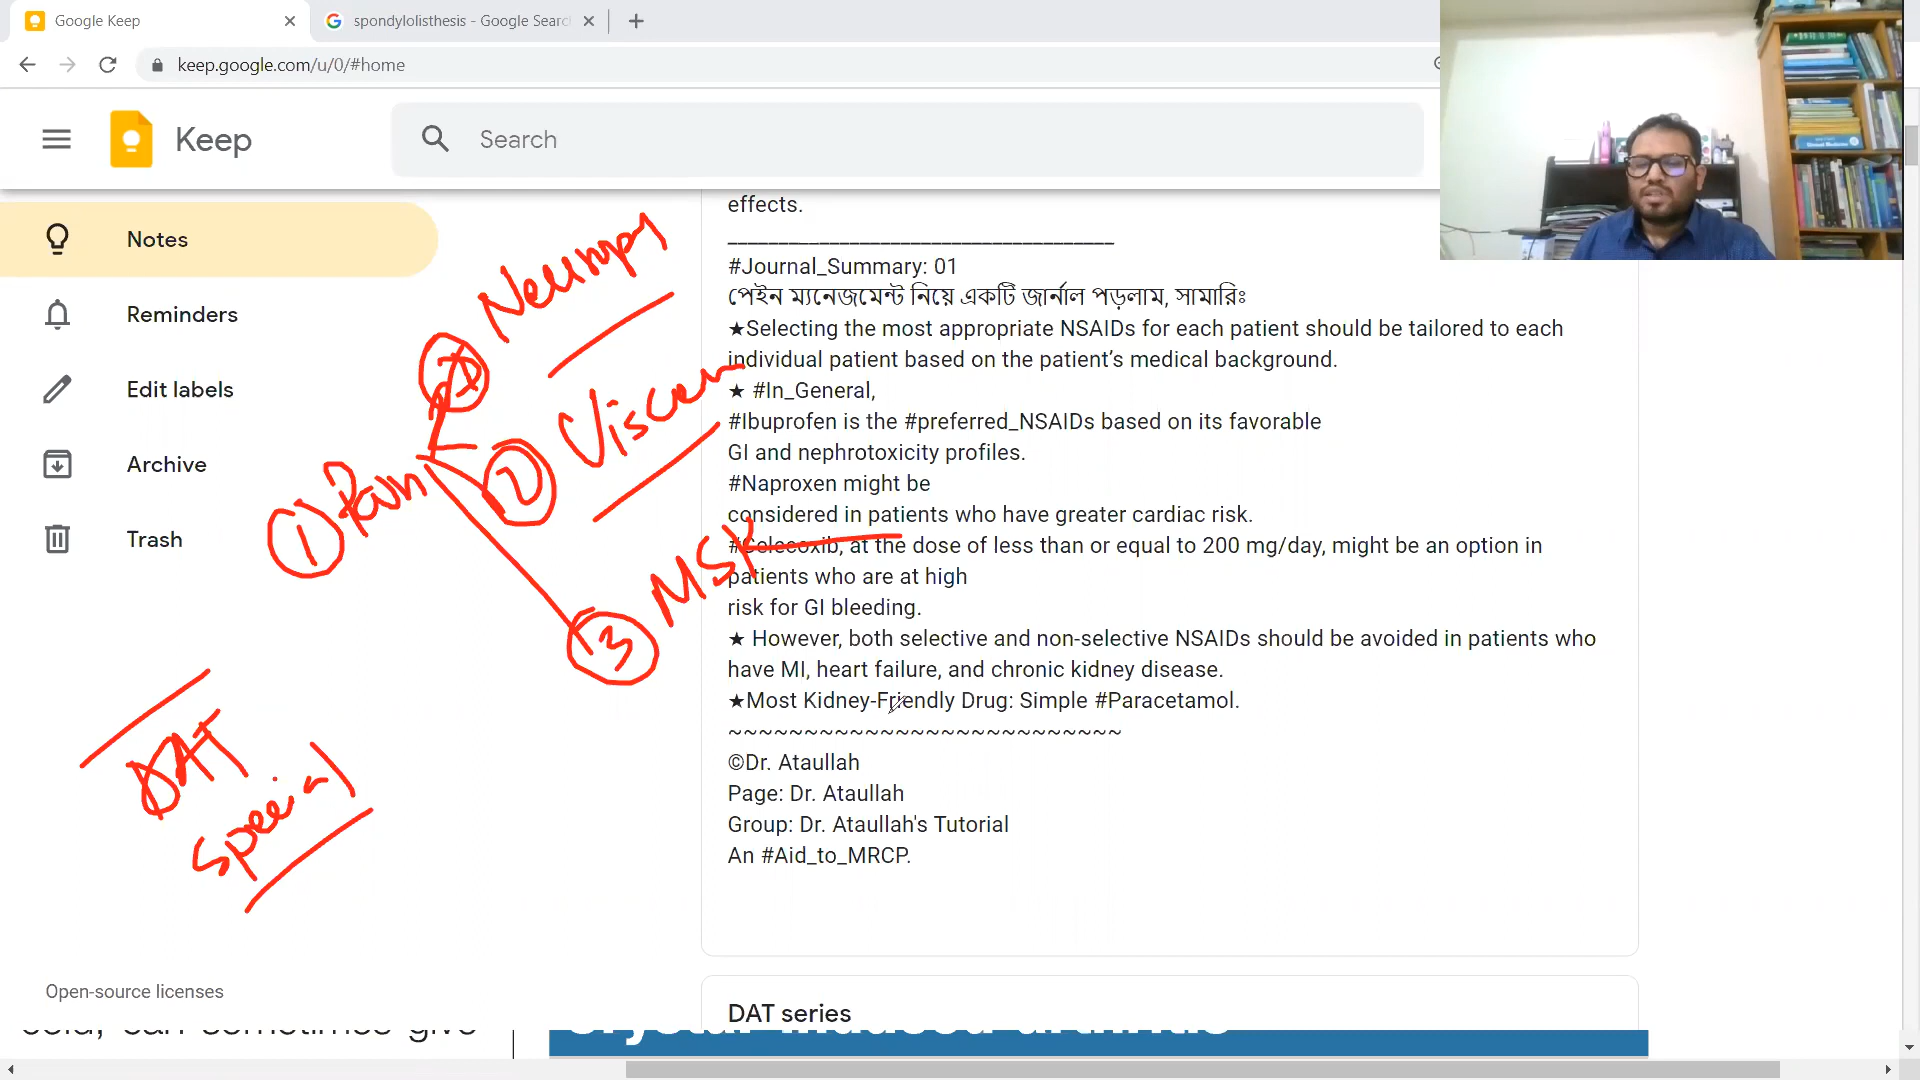 Google Keep
spondylolisthesis - Google Searc
keep.google.com/u/0/#home
Keep
Search
Notes
Reminders
Edit labels
Archive
Trash
Open-source licenses
effects.
#Journal_Summary: 01
পেইন ম্যনেজমেন্ট নিয়ে একটি জার্নাল পড়লাম, সামারিঃ
★Selecting the most appropriate NSAIDs for each patient should be tailored to each
individual patient based on the patient’s medical background.
★ #In_General,
#Ibuprofen is the #preferred_NSAIDs based on its favorable
GI and nephrotoxicity profiles.
#Naproxen might be
considered in patients who have greater cardiac risk.
#Celecoxib, at the dose of less than or equal to 200 mg/day, might be an option in
patients who are at high
risk for GI bleeding.
★ However, both selective and non-selective NSAIDs should be avoided in patients who
have MI, heart failure, and chronic kidney disease.
★Most Kidney-Friendly Drug: Simple #Paracetamol.
~~~~~~~~~~~~~~~~~~~~~~~~~~
©Dr. Ataullah
Page: Dr. Ataullah
Group: Dr. Ataullah's Tutorial
An #Aid_to_MRCP.
DAT series
① Pain
② Viscer
③ MSK
DAT
Special